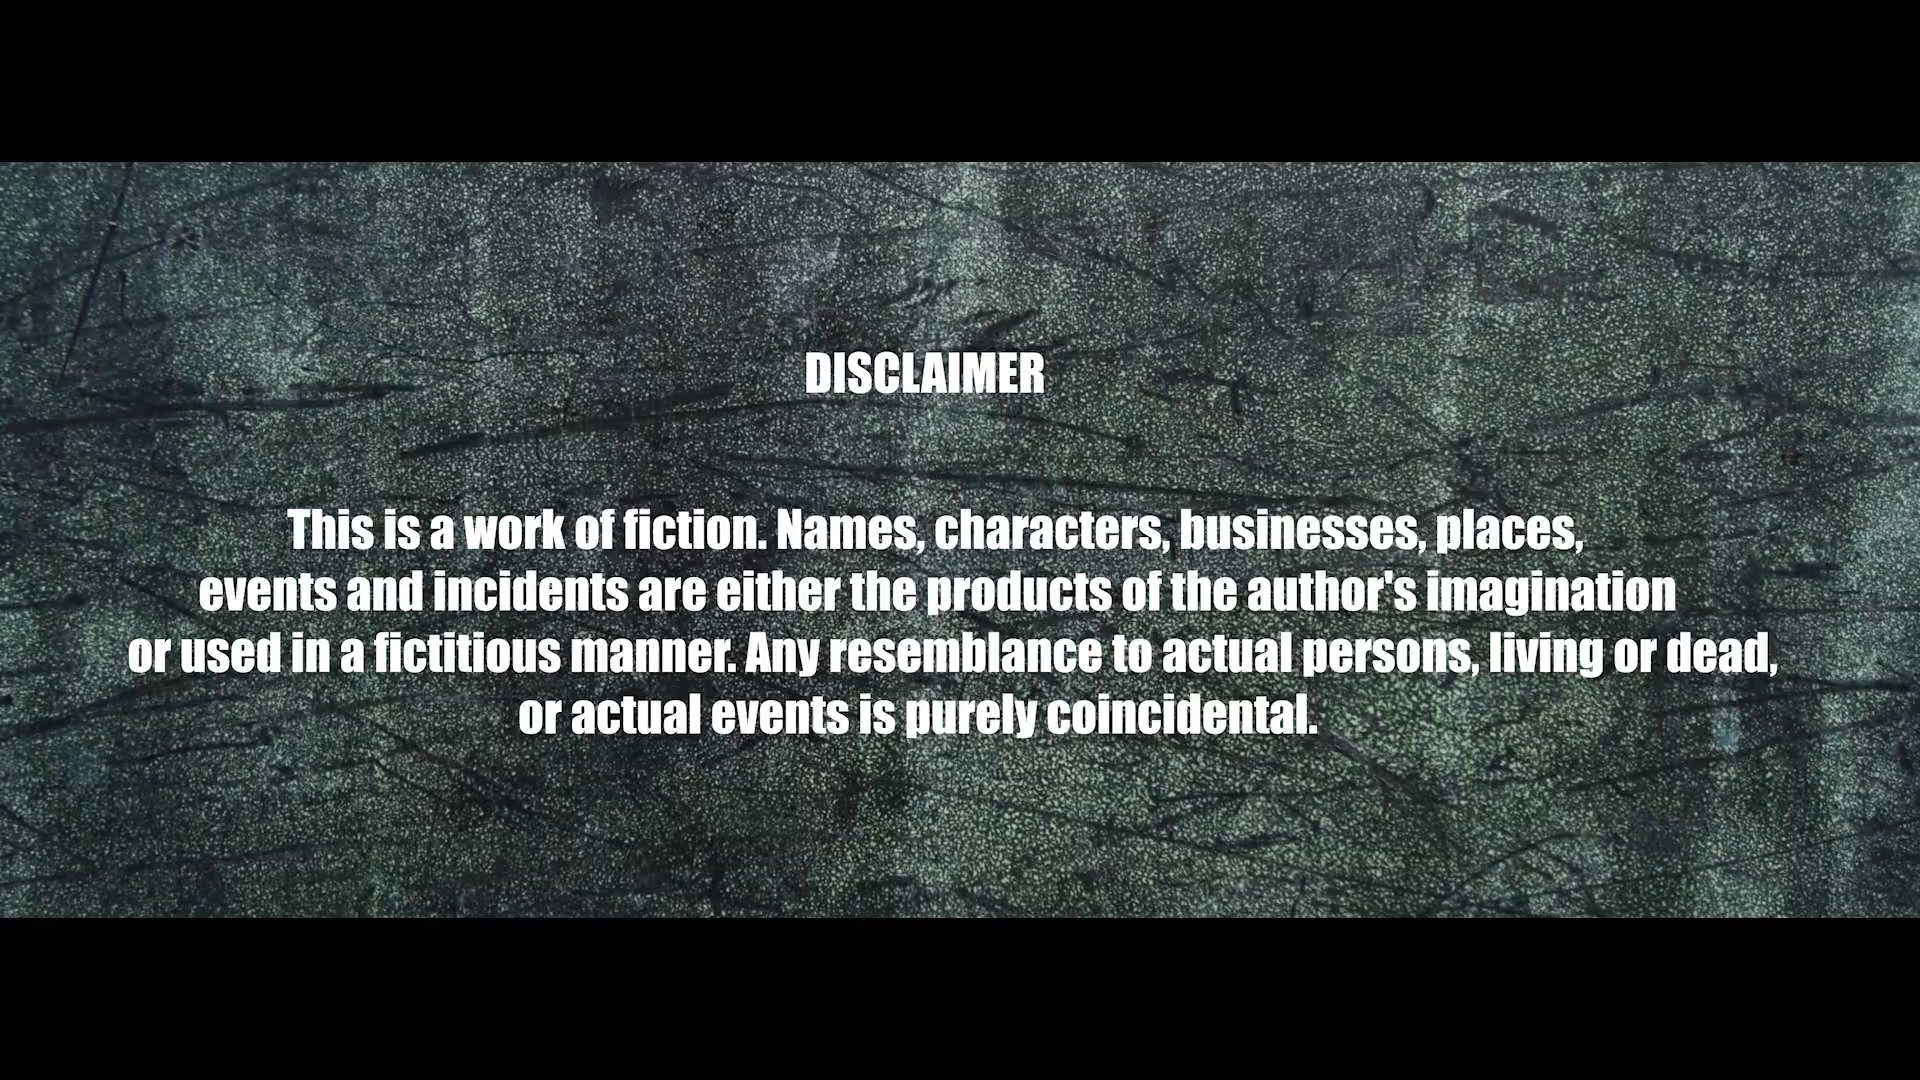 DISCLAIMER
This is a work of fiction. Names, characters, businesses, places,
events and incidents are either the products of the author's imagination
or used in a fictitious manner. Any resemblance to actual persons, living or dead,
or actual events is purely coincidental.